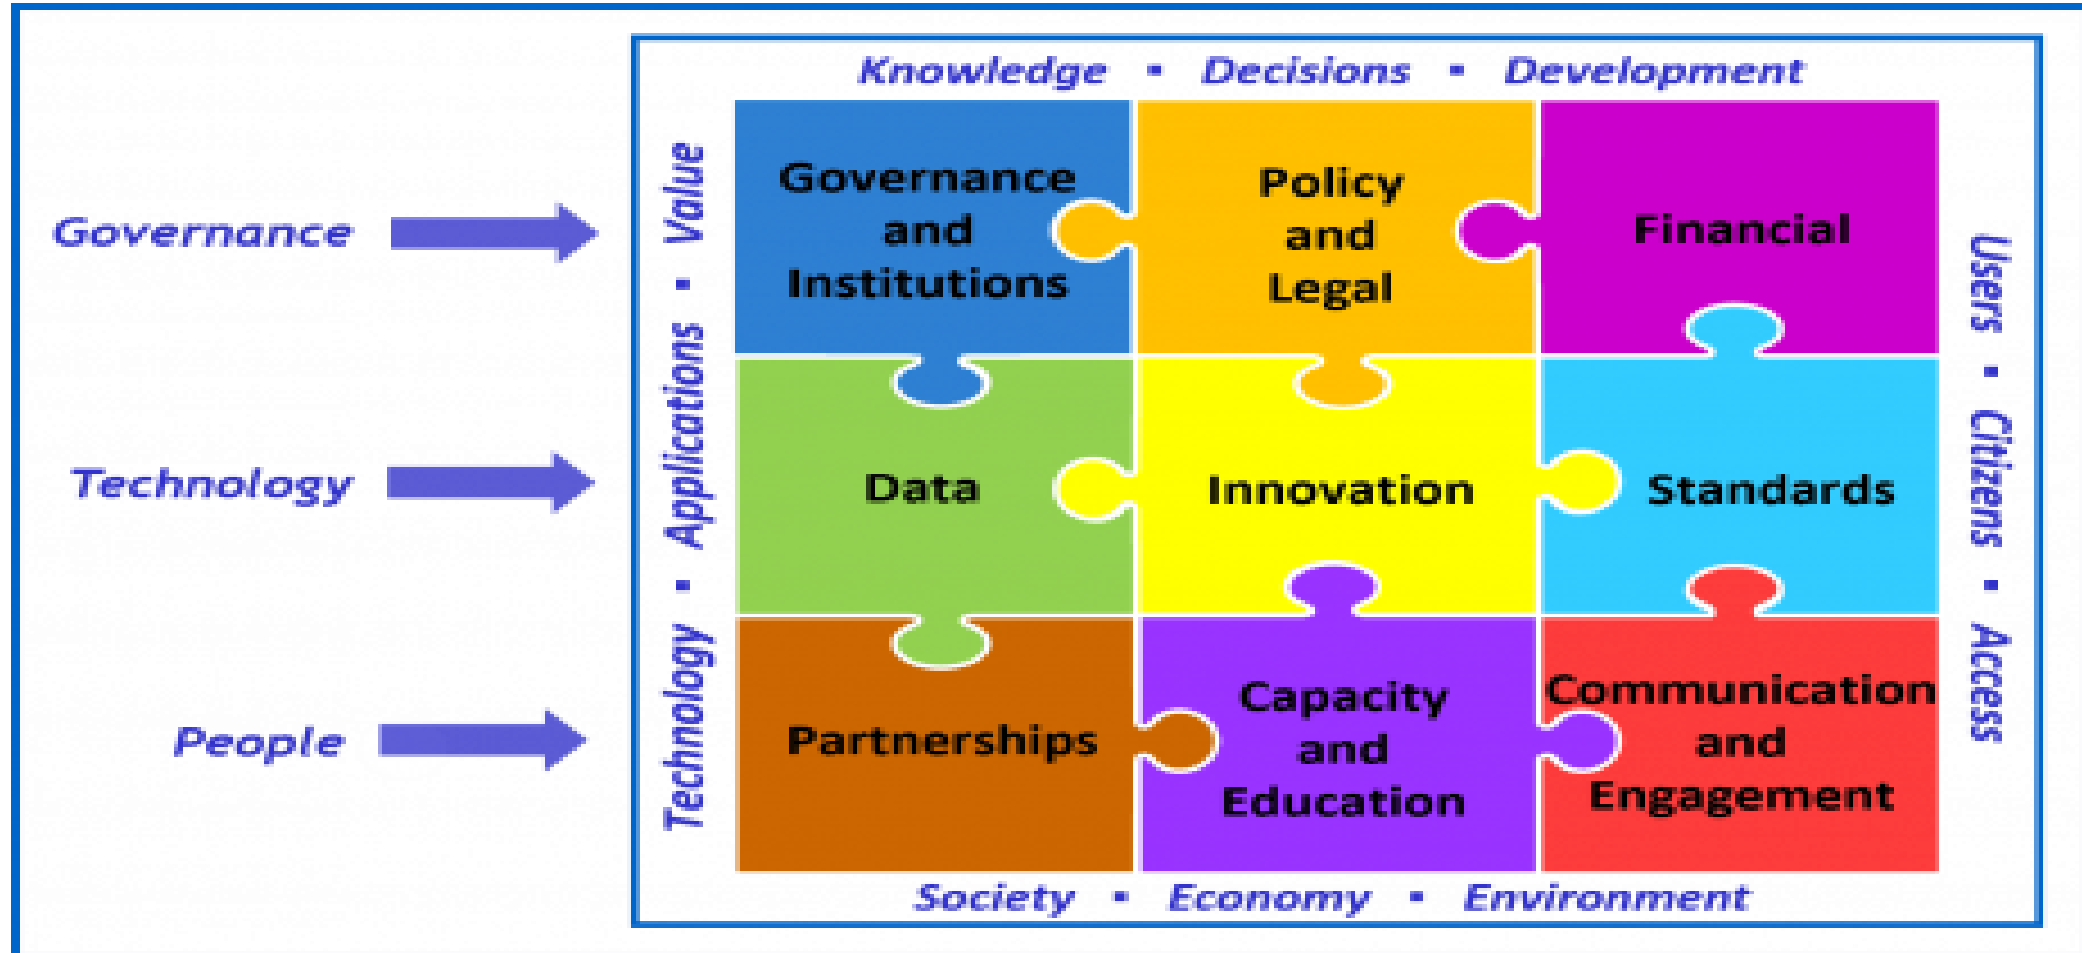 Knowledge ▪ Decisions ▪ Development
Governance
Technology
People
Technology ▪ Applications ▪ Value
Governance
and
Institutions
Policy
and
Legal
Financial
Data
Innovation
Standards
Partnerships
Capacity
and
Education
Communication
and
Engagement
Users ▪ Citizens ▪ Access
Society ▪ Economy ▪ Environment